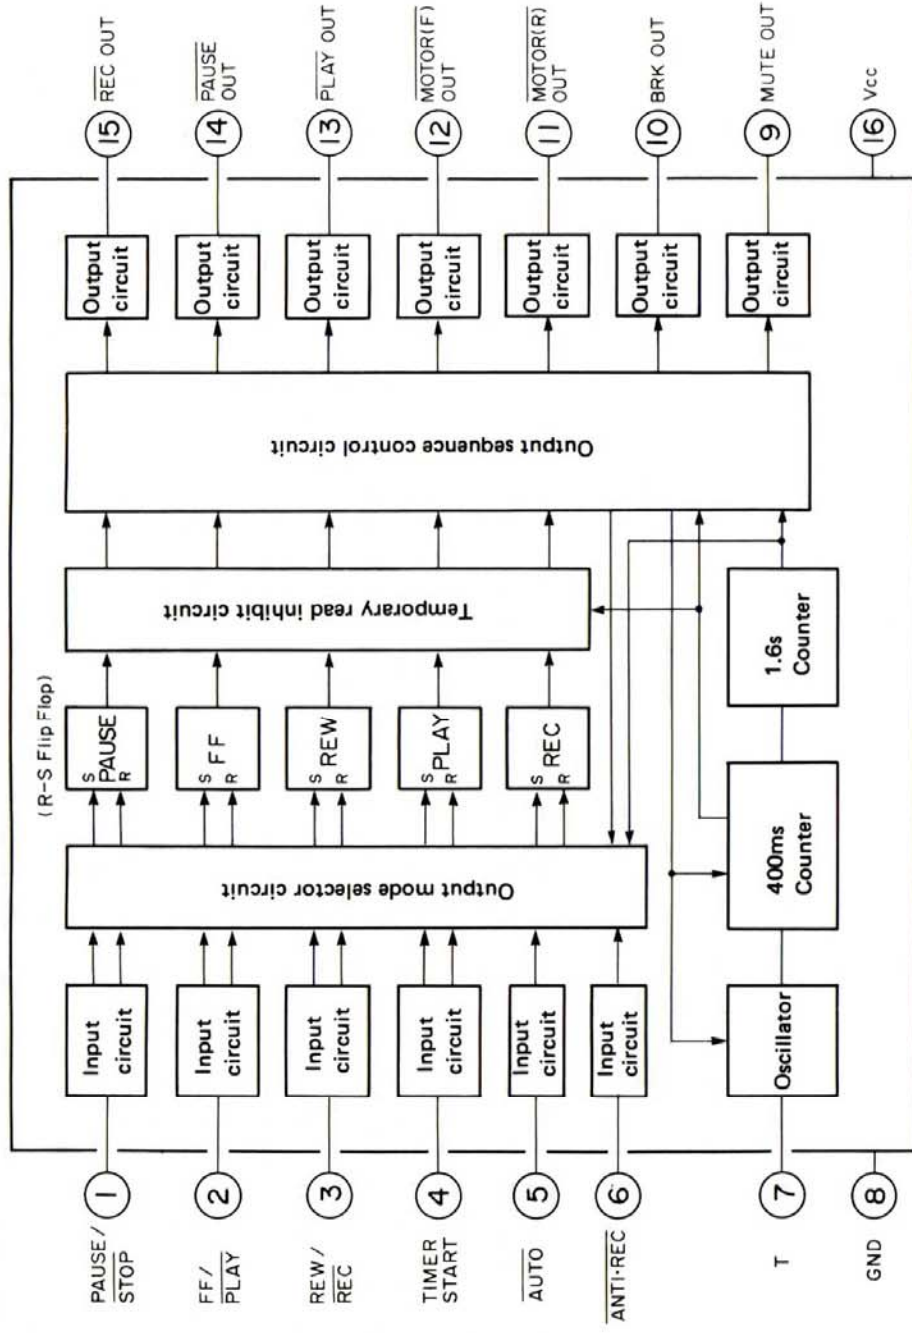 (R-S Flip Flop)
PAUSE/
STOP
1
Input
circuit
S
PAUSE
R
Output
circuit
15
REC OUT
FF/
PLAY
2
Input
circuit
S
FF
R
Output
circuit
14
PAUSE
OUT
REW/
REC
3
Input
circuit
S
REW
R
Output
circuit
13
PLAY OUT
TIMER
START
4
Input
circuit
S
PLAY
R
Output
circuit
12
MOTOR(F)
OUT
AUTO
5
Input
circuit
S
REC
R
Output
circuit
11
MOTOR(R)
OUT
ANTI·REC
6
Input
circuit
Output
circuit
10
BRK OUT
Output mode selector circuit
Temporary read inhibit circuit
Output sequence control circuit
T
7
Oscillator
400ms
Counter
1.6s
Counter
Output
circuit
9
MUTE OUT
GND
8
16
Vcc